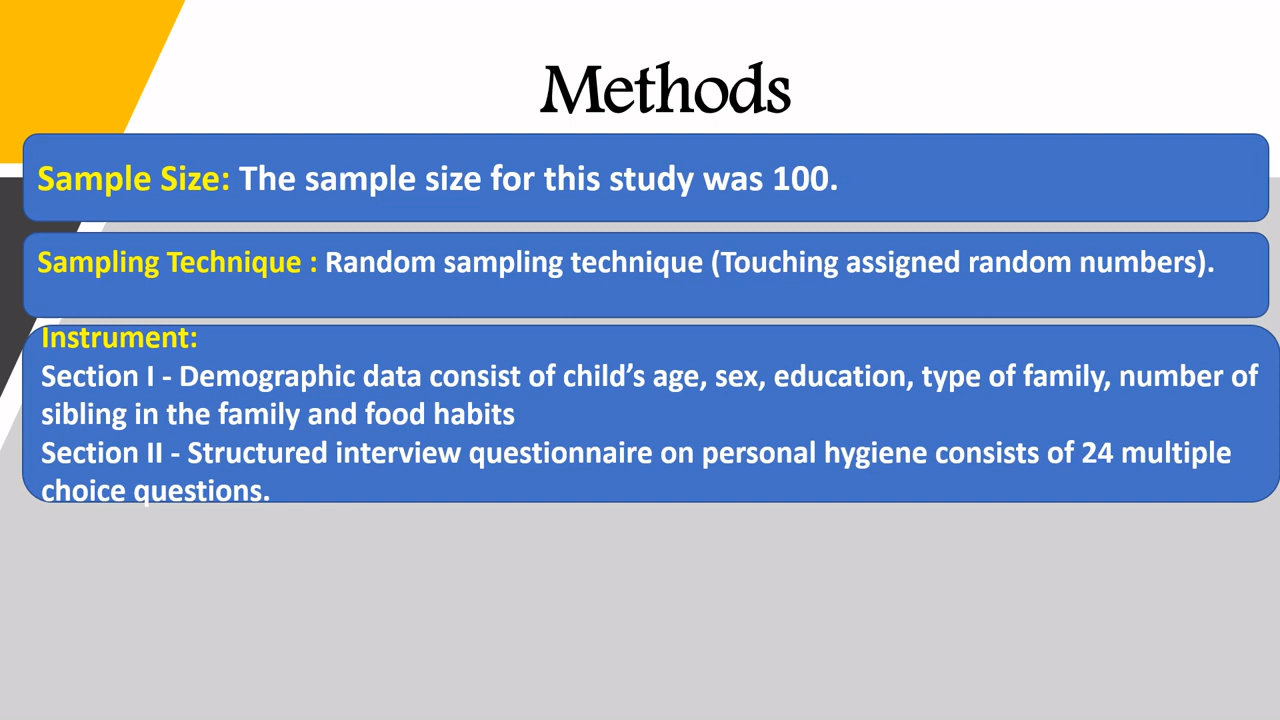 Methods
Sample Size: The sample size for this study was 100.
Sampling Technique : Random sampling technique (Touching assigned random numbers).
Instrument:
Section I - Demographic data consist of child’s age, sex, education, type of family, number of
sibling in the family and food habits
Section II - Structured interview questionnaire on personal hygiene consists of 24 multiple
choice questions.